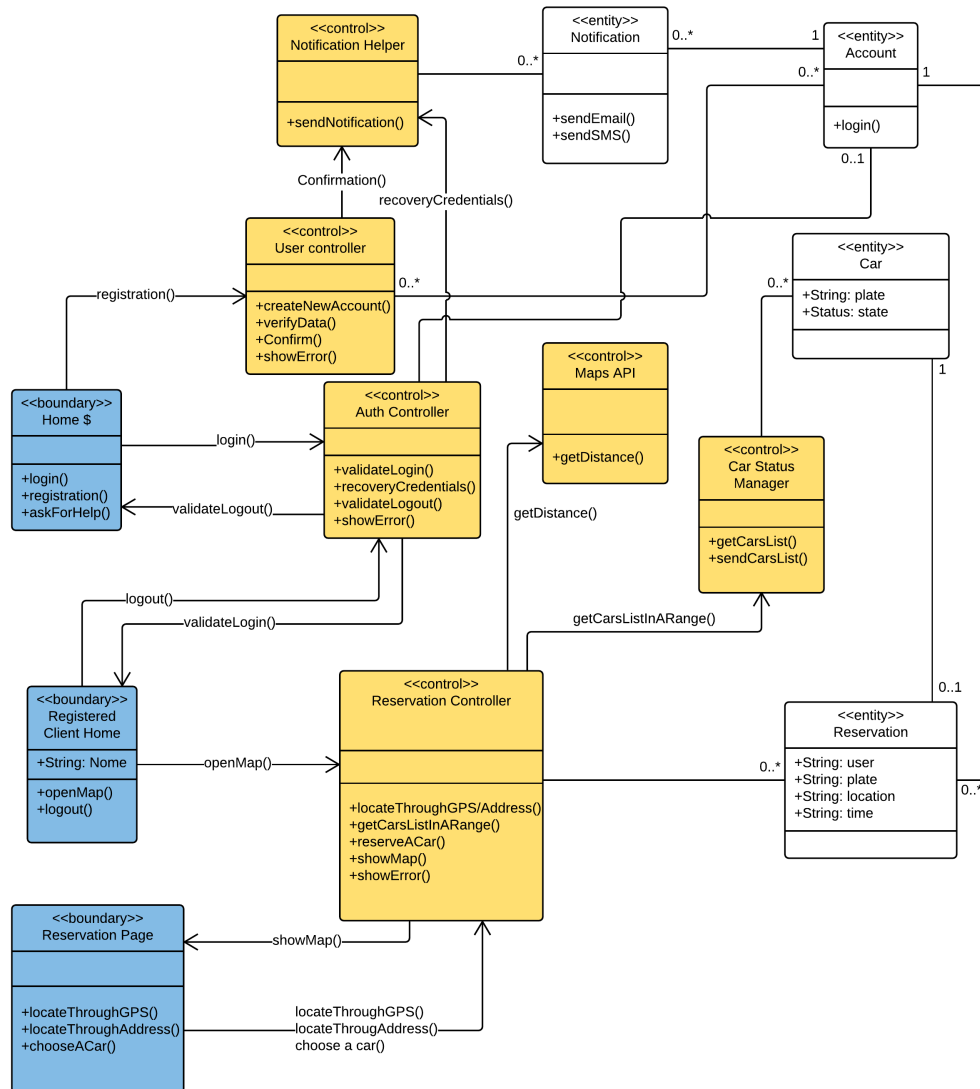 <<control>>
Notification Helper
+sendNotification()
<<entity>>
Notification
+sendEmail()
+sendSMS()
<<entity>>
Account
+login()
0..*
0..*
1
0..*
1
0..1
Confirmation()
recoveryCredentials()
<<control>>
User controller
+createNewAccount()
+verifyData()
+Confirm()
+showError()
0..*
registration()
<<entity>>
Car
+String: plate
+Status: state
0..*
1
<<control>>
Maps API
+getDistance()
<<boundary>>
Home $
+login()
+registration()
+askForHelp()
login()
validateLogout()
<<control>>
Auth Controller
+validateLogin()
+recoveryCredentials()
+validateLogout()
+showError()
<<control>>
Car Status
Manager
+getCarsList()
+sendCarsList()
getDistance()
logout()
validateLogin()
getCarsListInARange()
<<boundary>>
Registered
Client Home
+String: Nome
+openMap()
+logout()
openMap()
<<control>>
Reservation Controller
+locateThroughGPS/Address()
+getCarsListInARange()
+reserveACar()
+showMap()
+showError()
0..1
<<entity>>
Reservation
+String: user
+String: plate
+String: location
+String: time
0..*
0..*
<<boundary>>
Reservation Page
+locateThroughGPS()
+locateThroughAddress()
+chooseACar()
showMap()
locateThroughGPS()
locateThrougAddress()
choose a car()